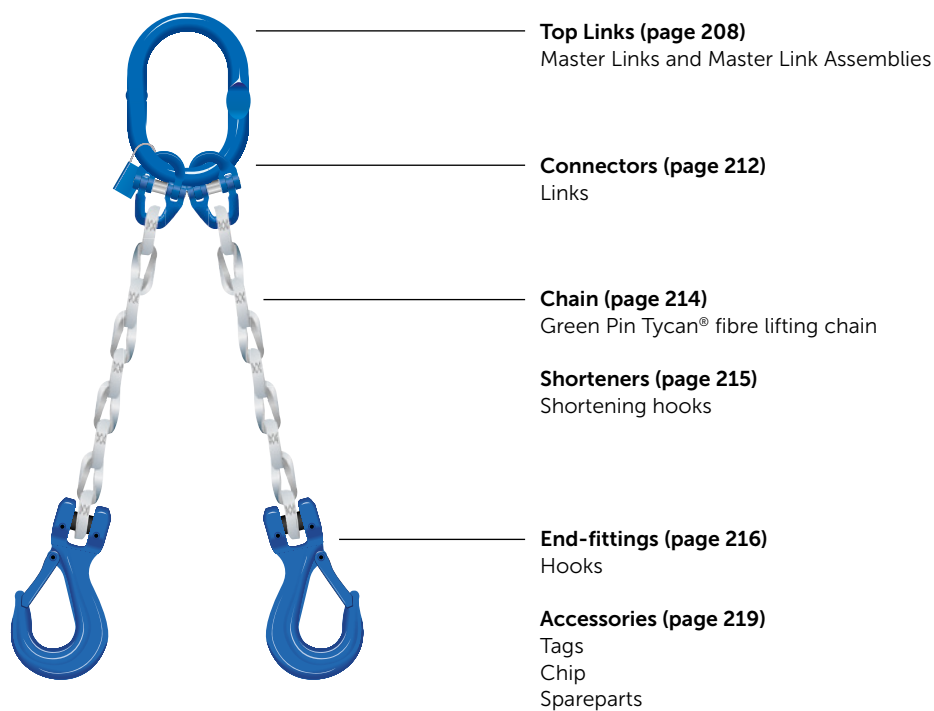 Top Links (page 208)
Master Links and Master Link Assemblies
Connectors (page 212)
Links
Chain (page 214)
Green Pin Tycan® fibre lifting chain
Shorteners (page 215)
Shortening hooks
End-fittings (page 216)
Hooks
Accessories (page 219)
Tags
Chip
Spareparts